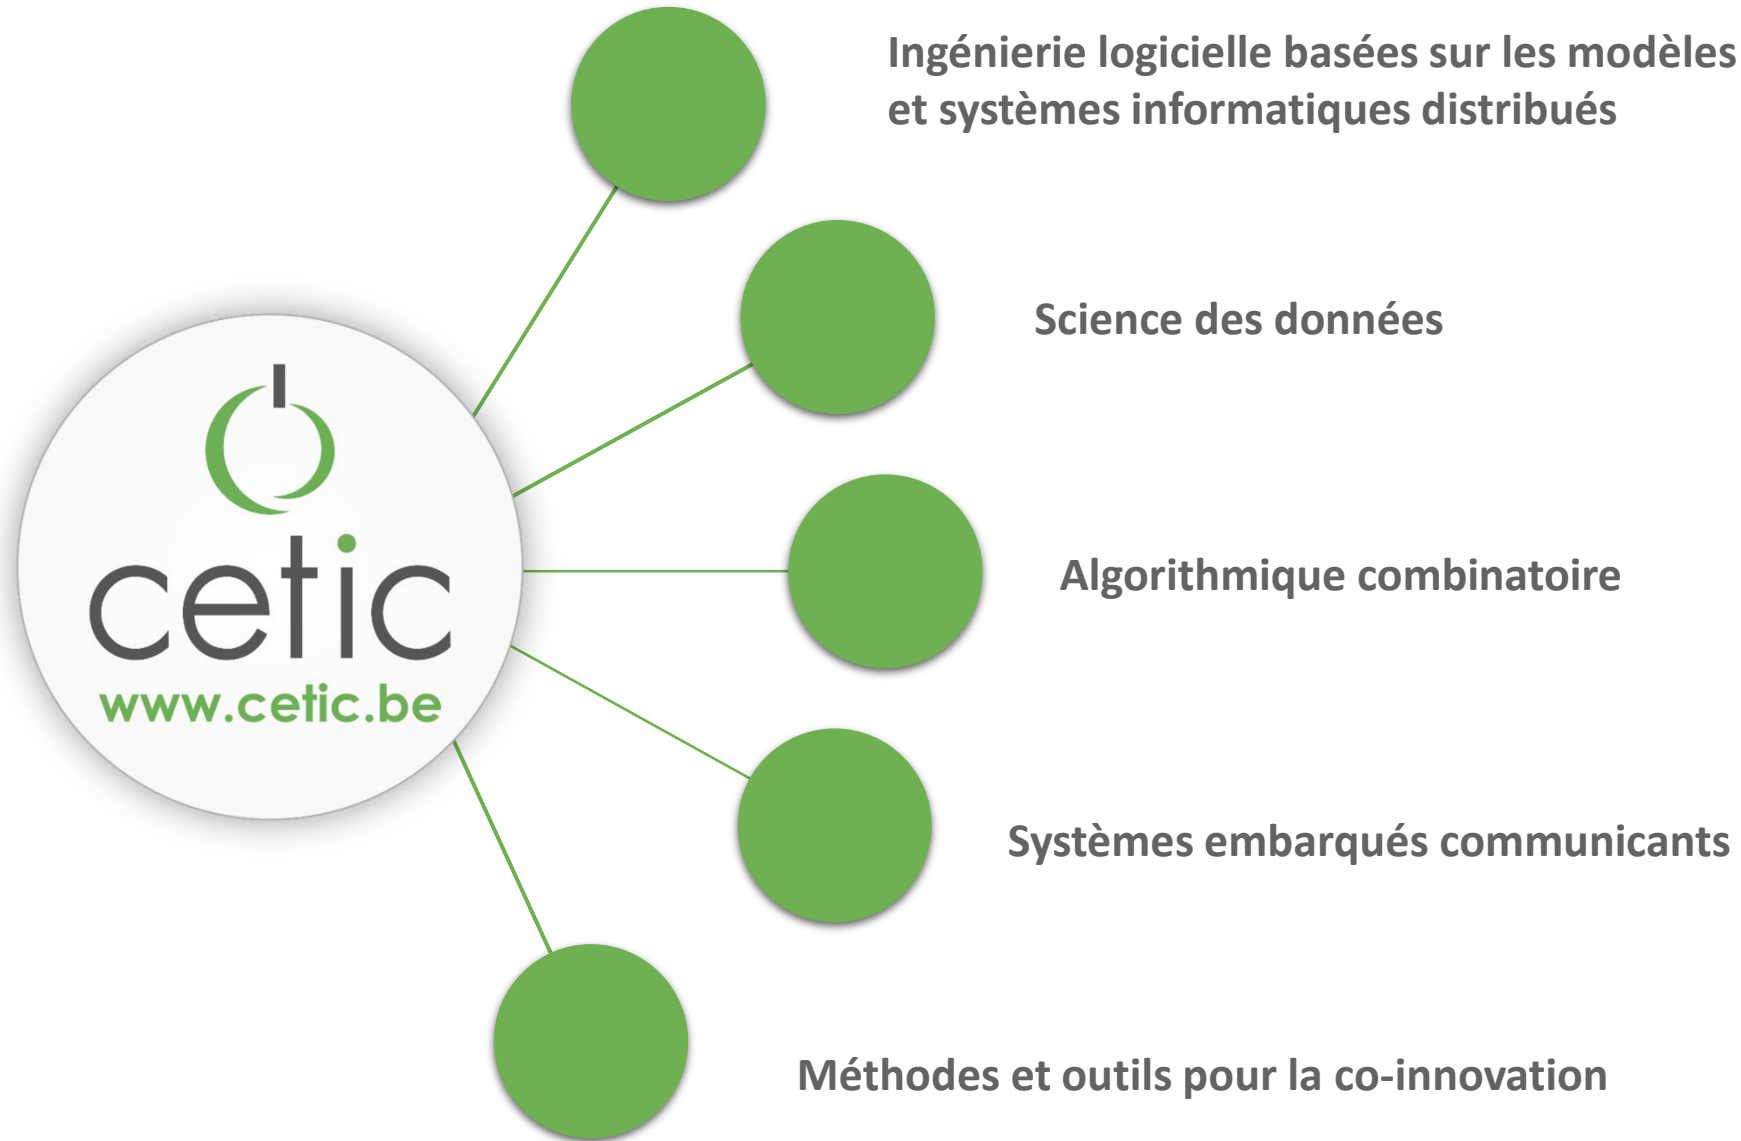 Ingénierie logicielle basées sur les modèles
et systèmes informatiques distribués
Science des données
cetic
www.cetic.be
Algorithmique combinatoire
Systèmes embarqués communicants
Méthodes et outils pour la co-innovation